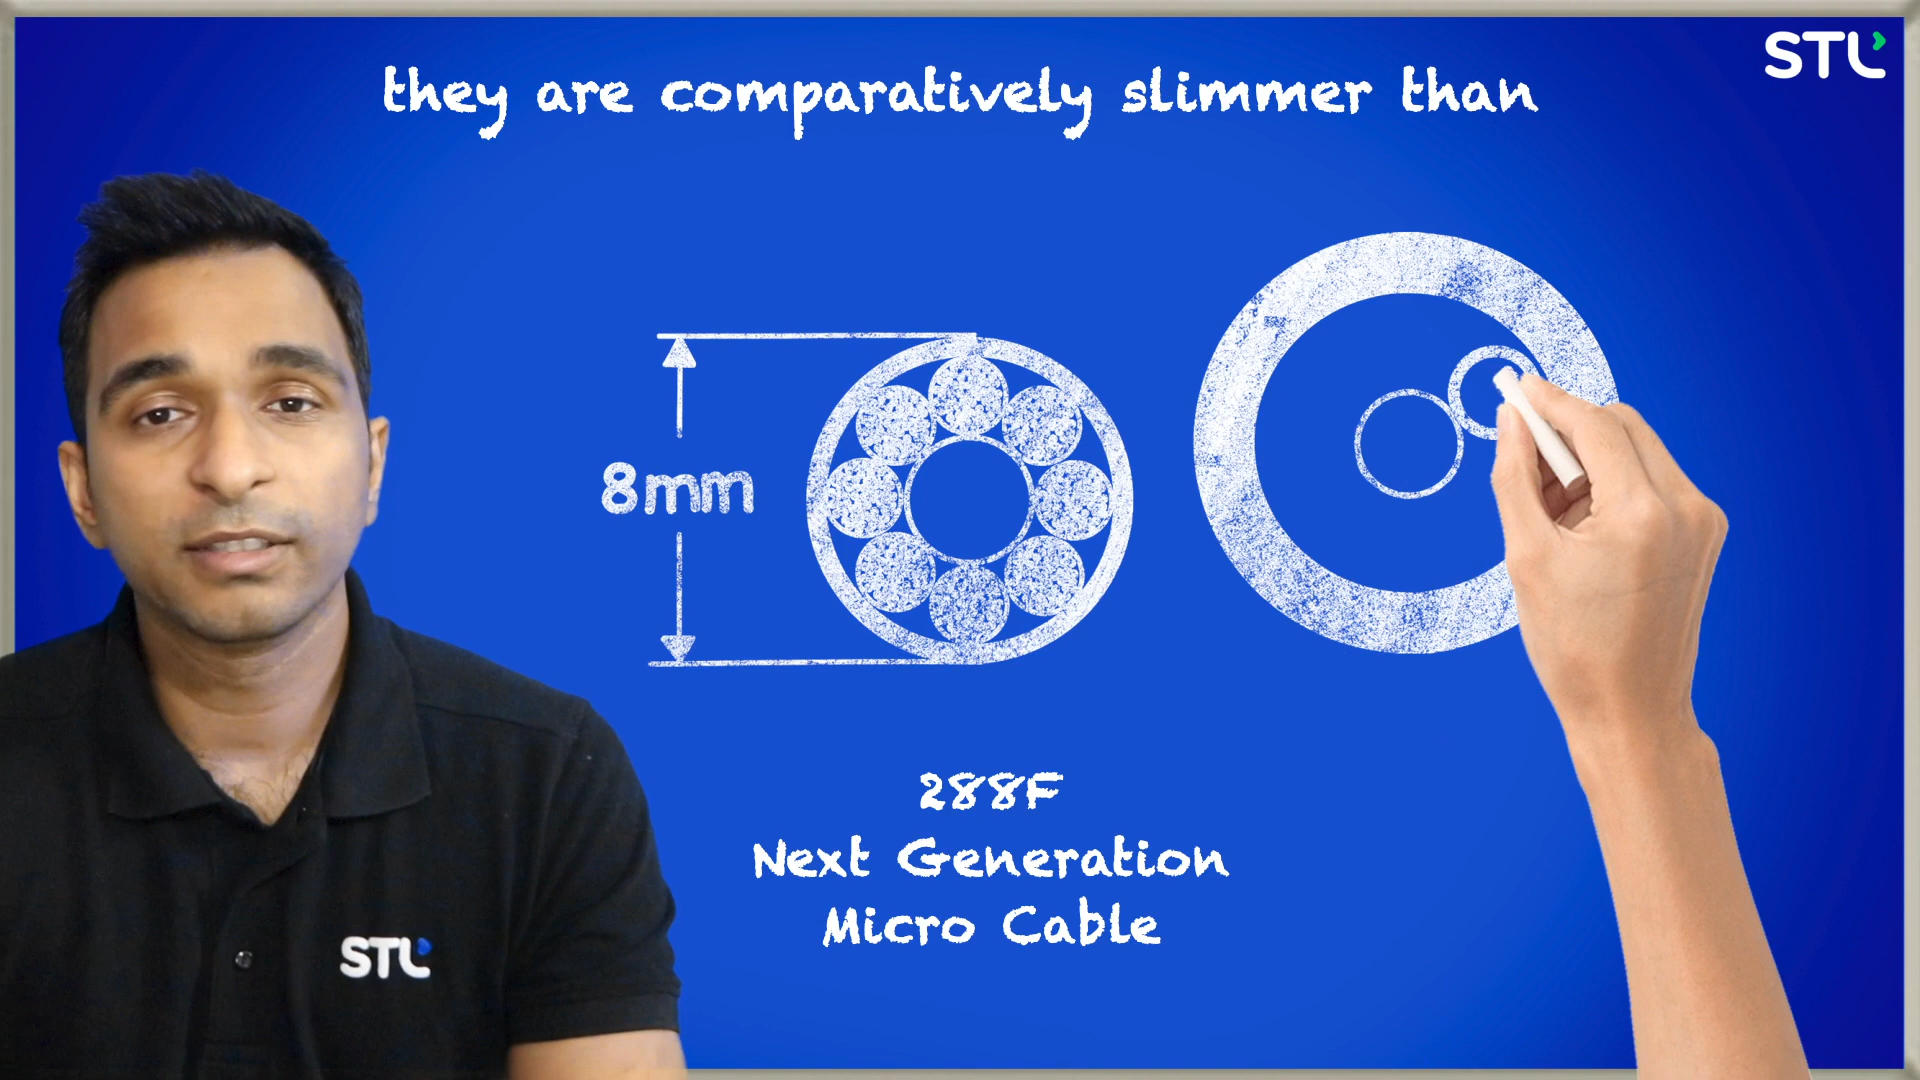 STL
they are comparatively slimmer than
8mm
288F
Next Generation
Micro Cable
STL